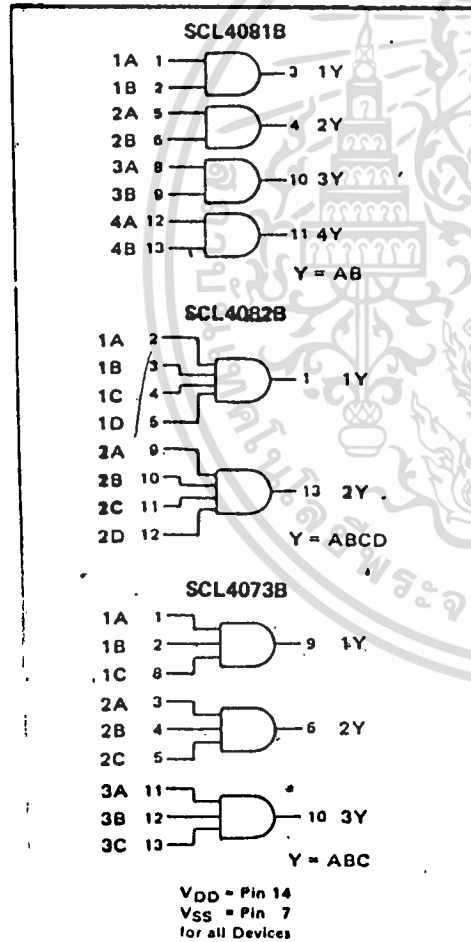 SCL4081B
1A 1
1B 2
3 1Y
2A 5
2B 6
4 2Y
3A 8
3B 9
10 3Y
4A 12
4B 13
11 4Y
Y = AB
SCL4082B
1A 2
1B 3
1C 4
1D 5
1 1Y
2A 9
2B 10
2C 11
2D 12
13 2Y
Y = ABCD
SCL4073B
1A 1
1B 2
1C 8
9 1Y
2A 3
2B 4
2C 5
6 2Y
3A 11
3B 12
3C 13
10 3Y
Y = ABC
VDD = Pin 14
VSS = Pin 7
for all Devices